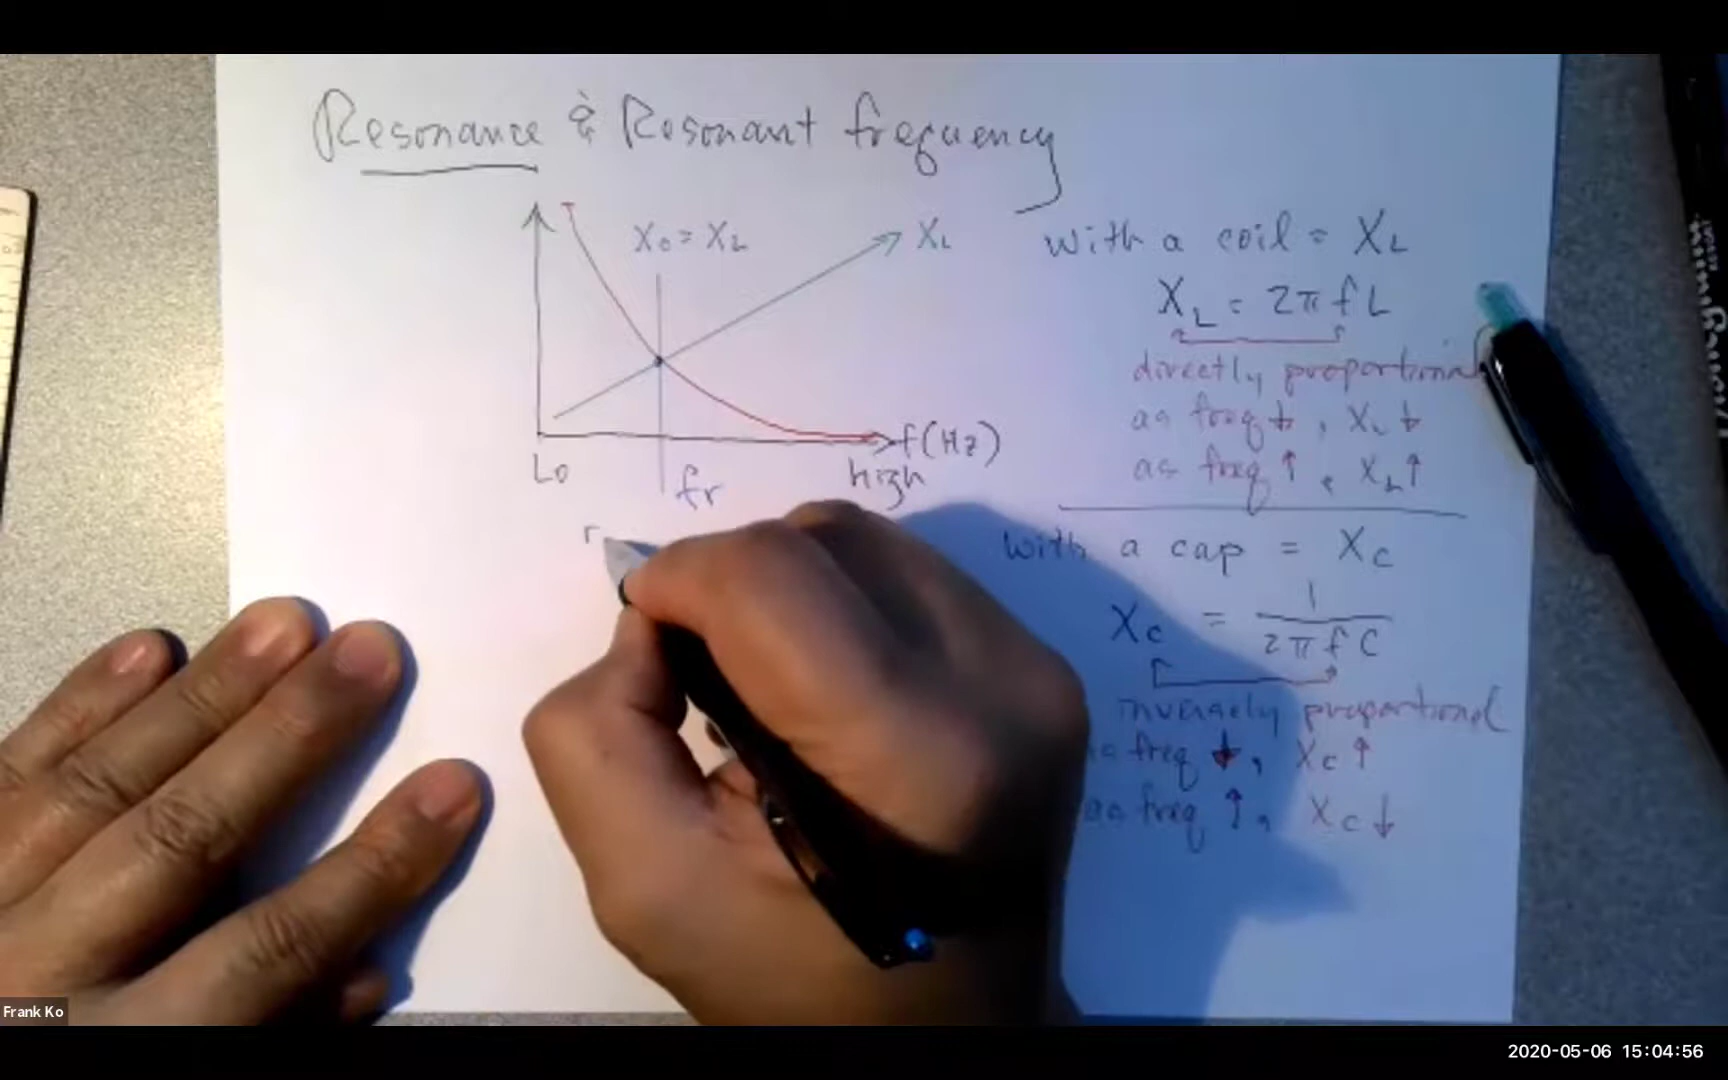 Resonance & Resonant frequency
Xc = XL
XL
f(Hz)
Lo
high
fr
r
with a coil = XL
XL = 2πfL
directly proportional
as freq ↓, XL ↓
as freq ↑, XL ↑
with a cap = Xc
Xc = 1
2πfC
inversely proportional
as freq ↓, Xc ↑
as freq ↑, Xc ↓
Frank Ko
2020-05-06 15:04:56